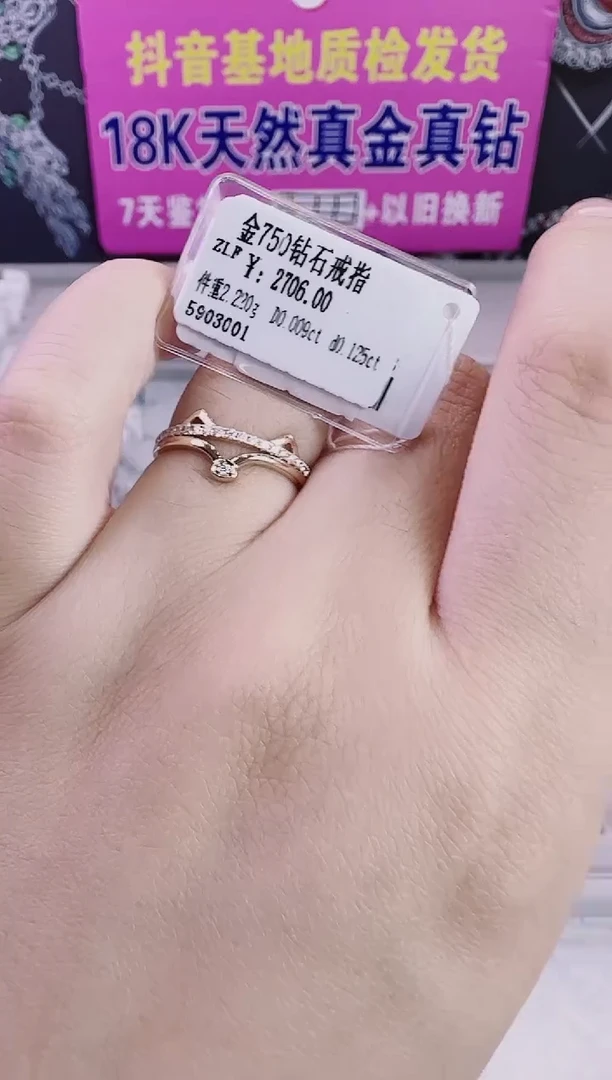 抖音基地质检发货
18K天然真金真钻
7天鉴
+以旧换新
金750钻石戒指
ZLF ¥: 2706.00
件重2.220g D0.009ct d0.125ct
5903001